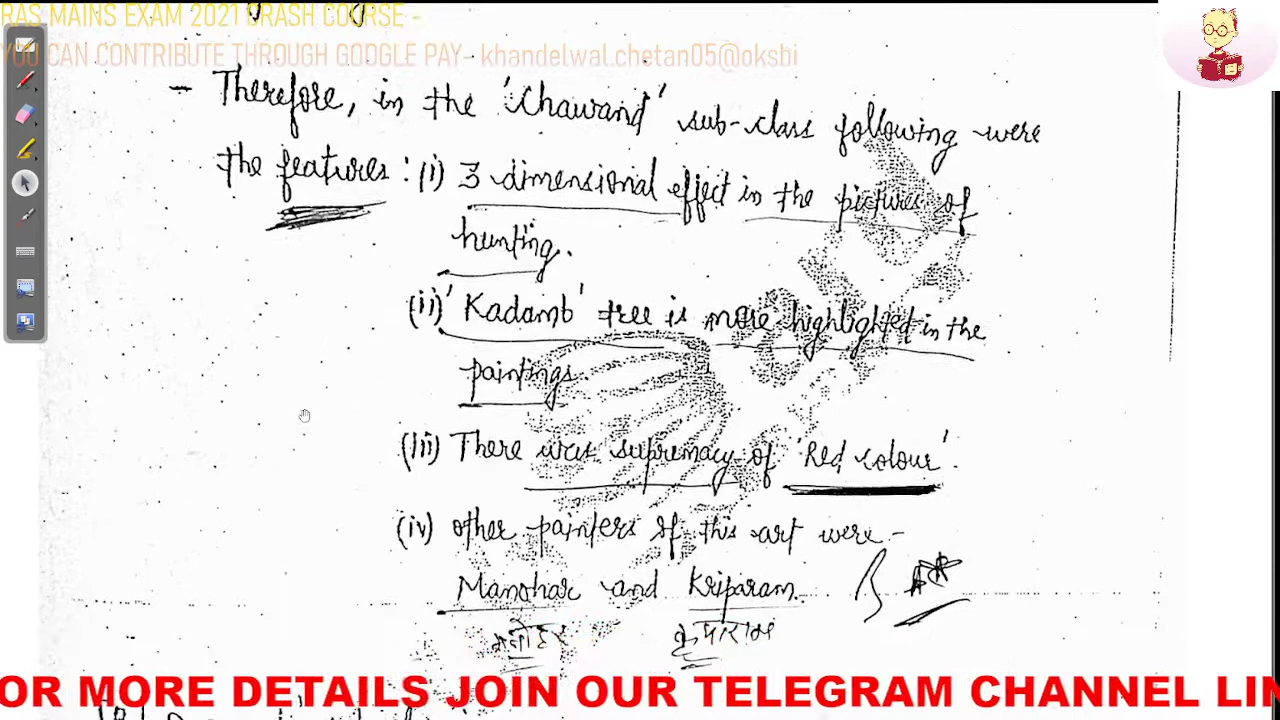 RAS MAINS EXAM 2021 CRASH COURSE -
YOU CAN CONTRIBUTE THROUGH GOOGLE PAY- khandelwal.chetan05@oksbi
- Therefore, in the 'Chawand' sub-class following were
the features: (i) 3 dimensional effect in the pictures of
hunting.
(ii) 'Kadamb' tree is more highlighted in the
paintings
(iii) There was supremacy of 'Red colour'.
(iv) other painters of this art were -
Manohar and Kriparam.
मनोहर कृपाराम
OR MORE DETAILS JOIN OUR TELEGRAM CHANNEL LIN